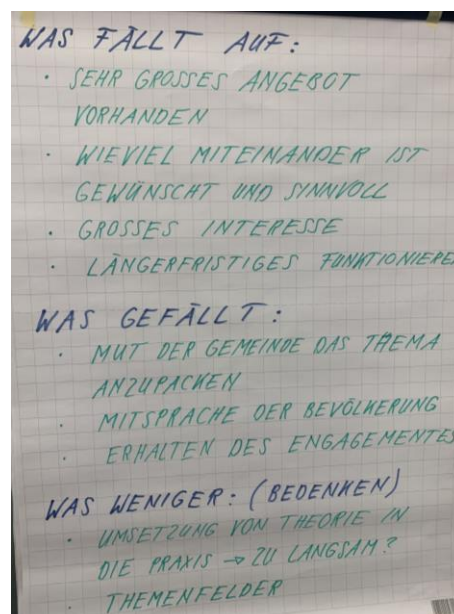 WAS FÄLLT AUF:
· SEHR GROSSES ANGEBOT
VORHANDEN
· WIEVIEL MITEINANDER IST
GEWÜNSCHT UND SINNVOLL
· GROSSES INTERESSE
· LÄNGERFRISTIGES FUNKTIONIEREN
WAS GEFÄLLT:
· MUT DER GEMEINDE DAS THEMA
ANZUPACKEN
· MITSPRACHE DER BEVÖLKERUNG
· ERHALTEN DES ENGAGEMENTES
WAS WENIGER: (BEDENKEN)
· UMSETZUNG VON THEORIE IN
DIE PRAXIS → ZU LANGSAM?
· THEMENFELDER